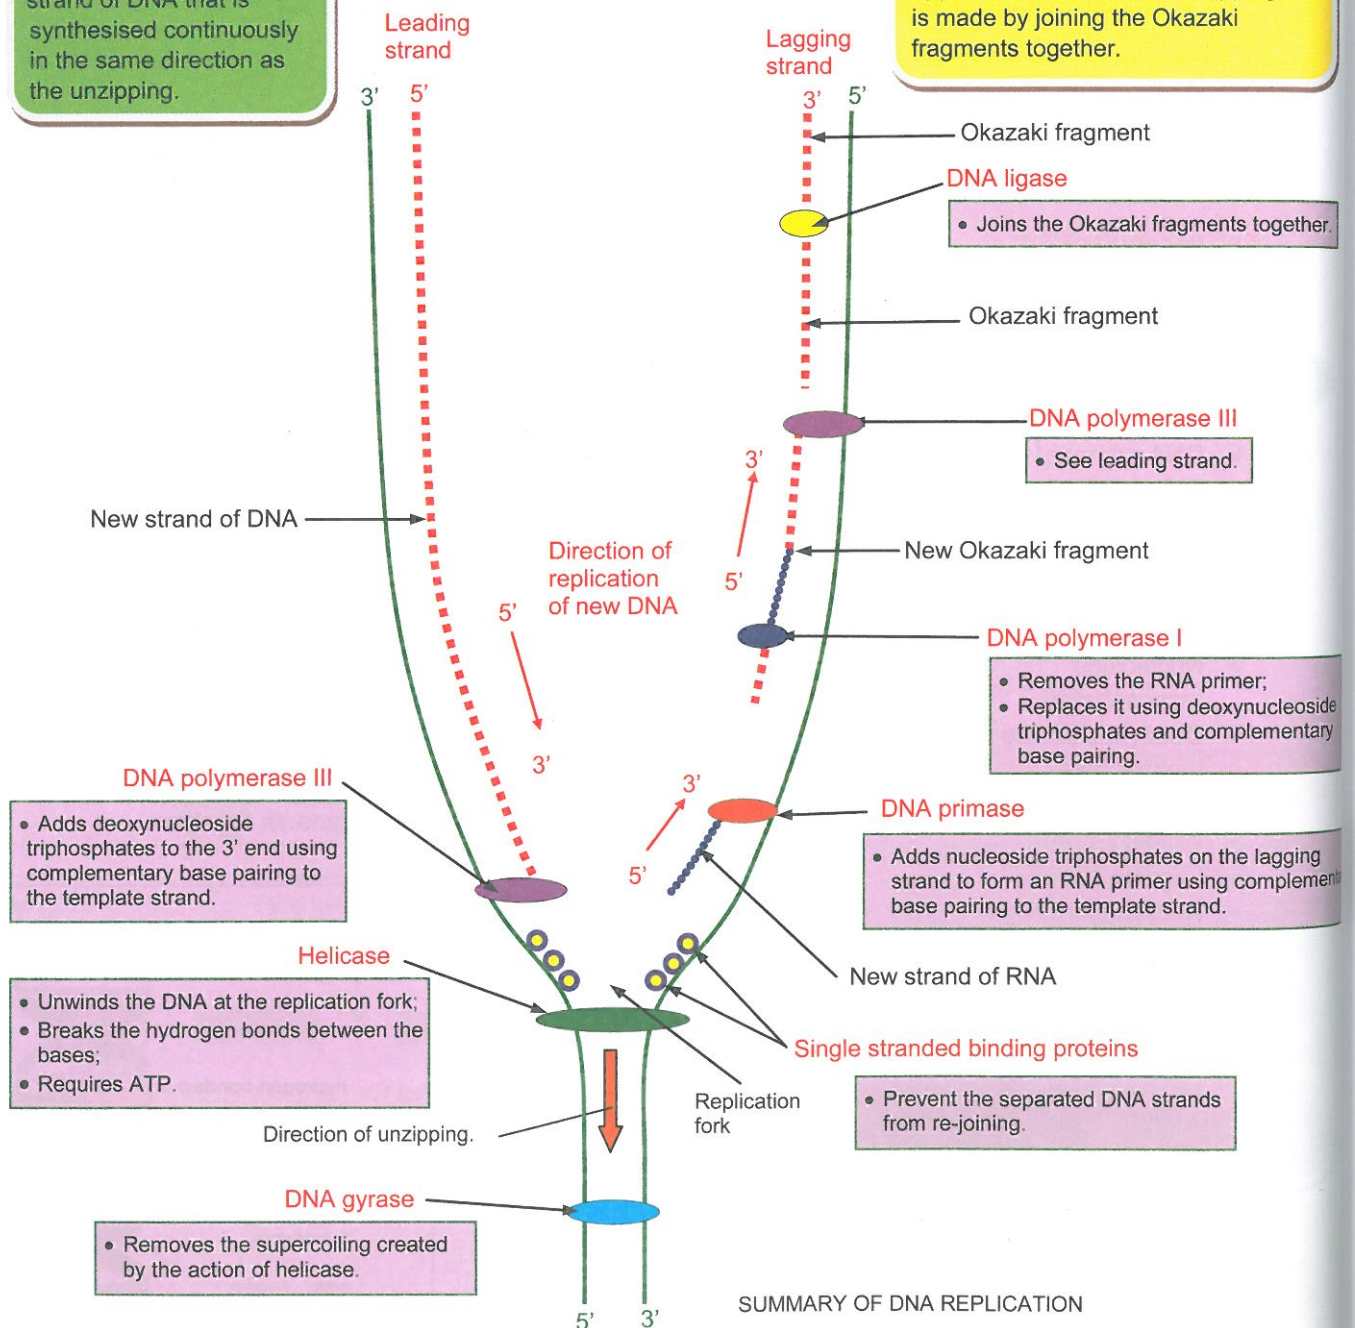 strand of DNA that is
synthesised continuously
in the same direction as
the unzipping.
is made by joining the Okazaki
fragments together.
Leading
strand
Lagging
strand
3’
5’
3’
5’
Okazaki fragment
DNA ligase
• Joins the Okazaki fragments together.
Okazaki fragment
DNA polymerase III
• See leading strand.
3’
5’
New strand of DNA
Direction of
replication
of new DNA
5’
3’
New Okazaki fragment
DNA polymerase I
• Removes the RNA primer;
• Replaces it using deoxynucleoside
triphosphates and complementary
base pairing.
DNA polymerase III
• Adds deoxynucleoside
triphosphates to the 3’ end using
complementary base pairing to
the template strand.
3’
5’
DNA primase
• Adds nucleoside triphosphates on the lagging
strand to form an RNA primer using complementa
base pairing to the template strand.
Helicase
• Unwinds the DNA at the replication fork;
• Breaks the hydrogen bonds between the
bases;
• Requires ATP.
New strand of RNA
Single stranded binding proteins
• Prevent the separated DNA strands
from re-joining.
Replication
fork
Direction of unzipping.
DNA gyrase
• Removes the supercoiling created
by the action of helicase.
5’
3’
SUMMARY OF DNA REPLICATION